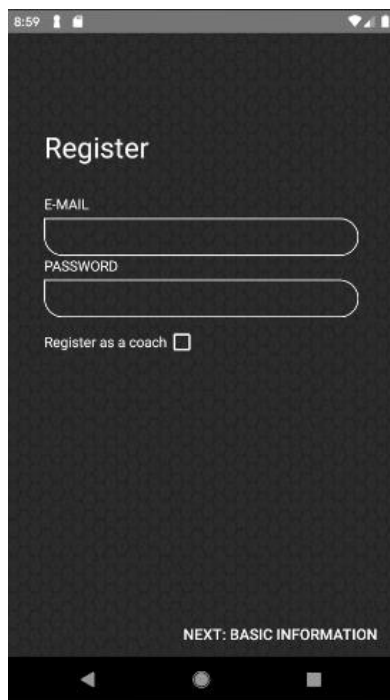 8:59
Register
E-MAIL
PASSWORD
Register as a coach
NEXT: BASIC INFORMATION